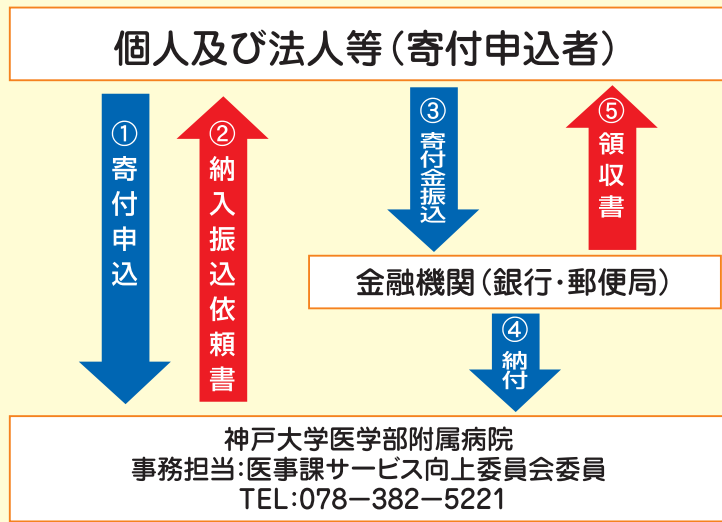 個人及び法人等（寄付申込者）
①寄付申込
②納入振込依頼書
③寄付金振込
⑤領収書
金融機関（銀行・郵便局）
④納付
神戸大学医学部附属病院
事務担当：医事課サービス向上委員会委員
TEL：078－382－5221